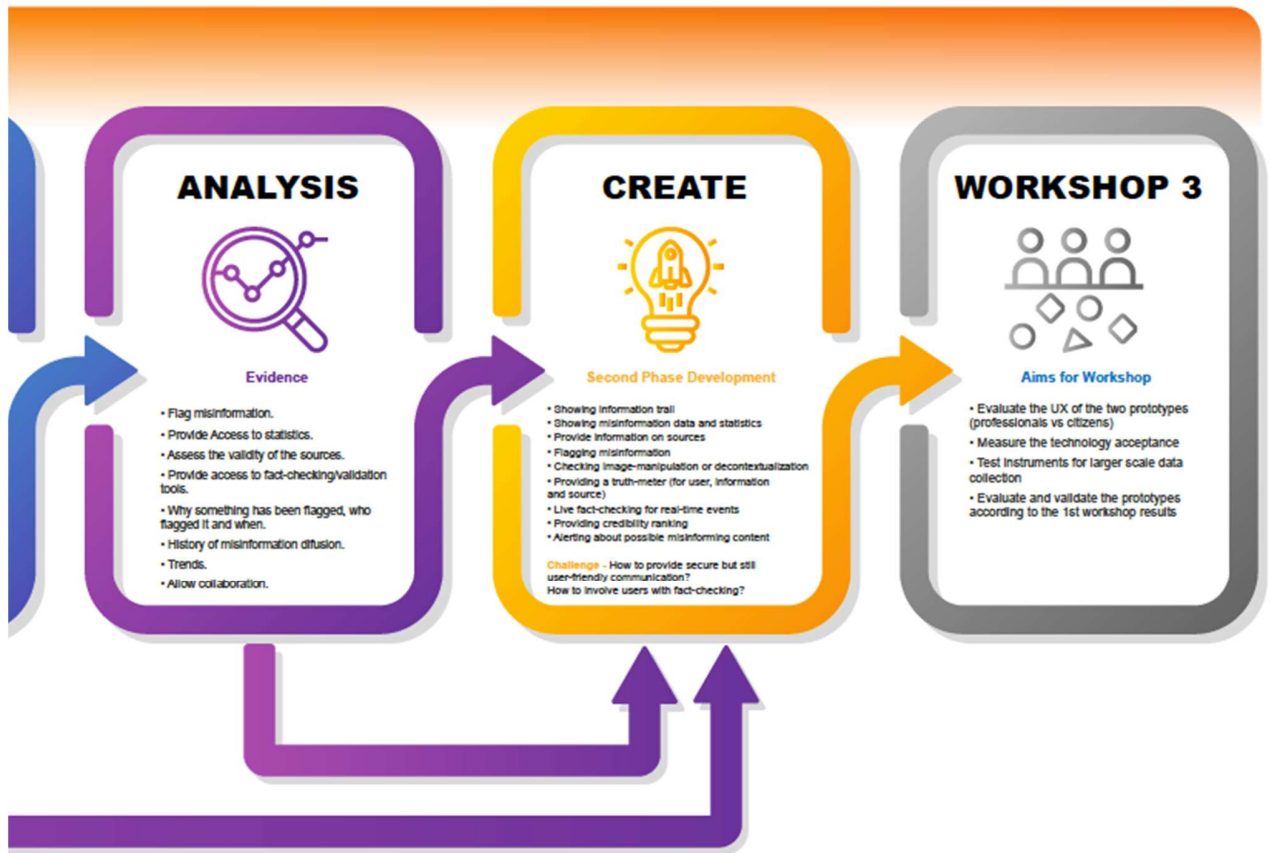 ANALYSIS
Evidence
• Flag misinformation.
• Provide Access to statistics.
• Assess the validity of the sources.
• Provide access to fact-checking/validation
tools.
• Why something has been flagged, who
flagged it and when.
• History of misinformation difusion.
• Trends.
• Allow collaboration.
CREATE
Second Phase Development
• Showing information trail
• Showing misinformation data and statistics
• Provide information on sources
• Flagging misinformation
• Checking image-manipulation or decontextualization
• Providing a truth-meter (for user, information
and source)
• Live fact-checking for real-time events
• Providing credibility ranking
• Alerting about possible misinforming content
Challenge - How to provide secure but still
user-friendly communication?
How to involve users with fact-checking?
WORKSHOP 3
Aims for Workshop
• Evaluate the UX of the two prototypes
(professionals vs citizens)
• Measure the technology acceptance
• Test instruments for larger scale data
collection
• Evaluate and validate the prototypes
according to the 1st workshop results